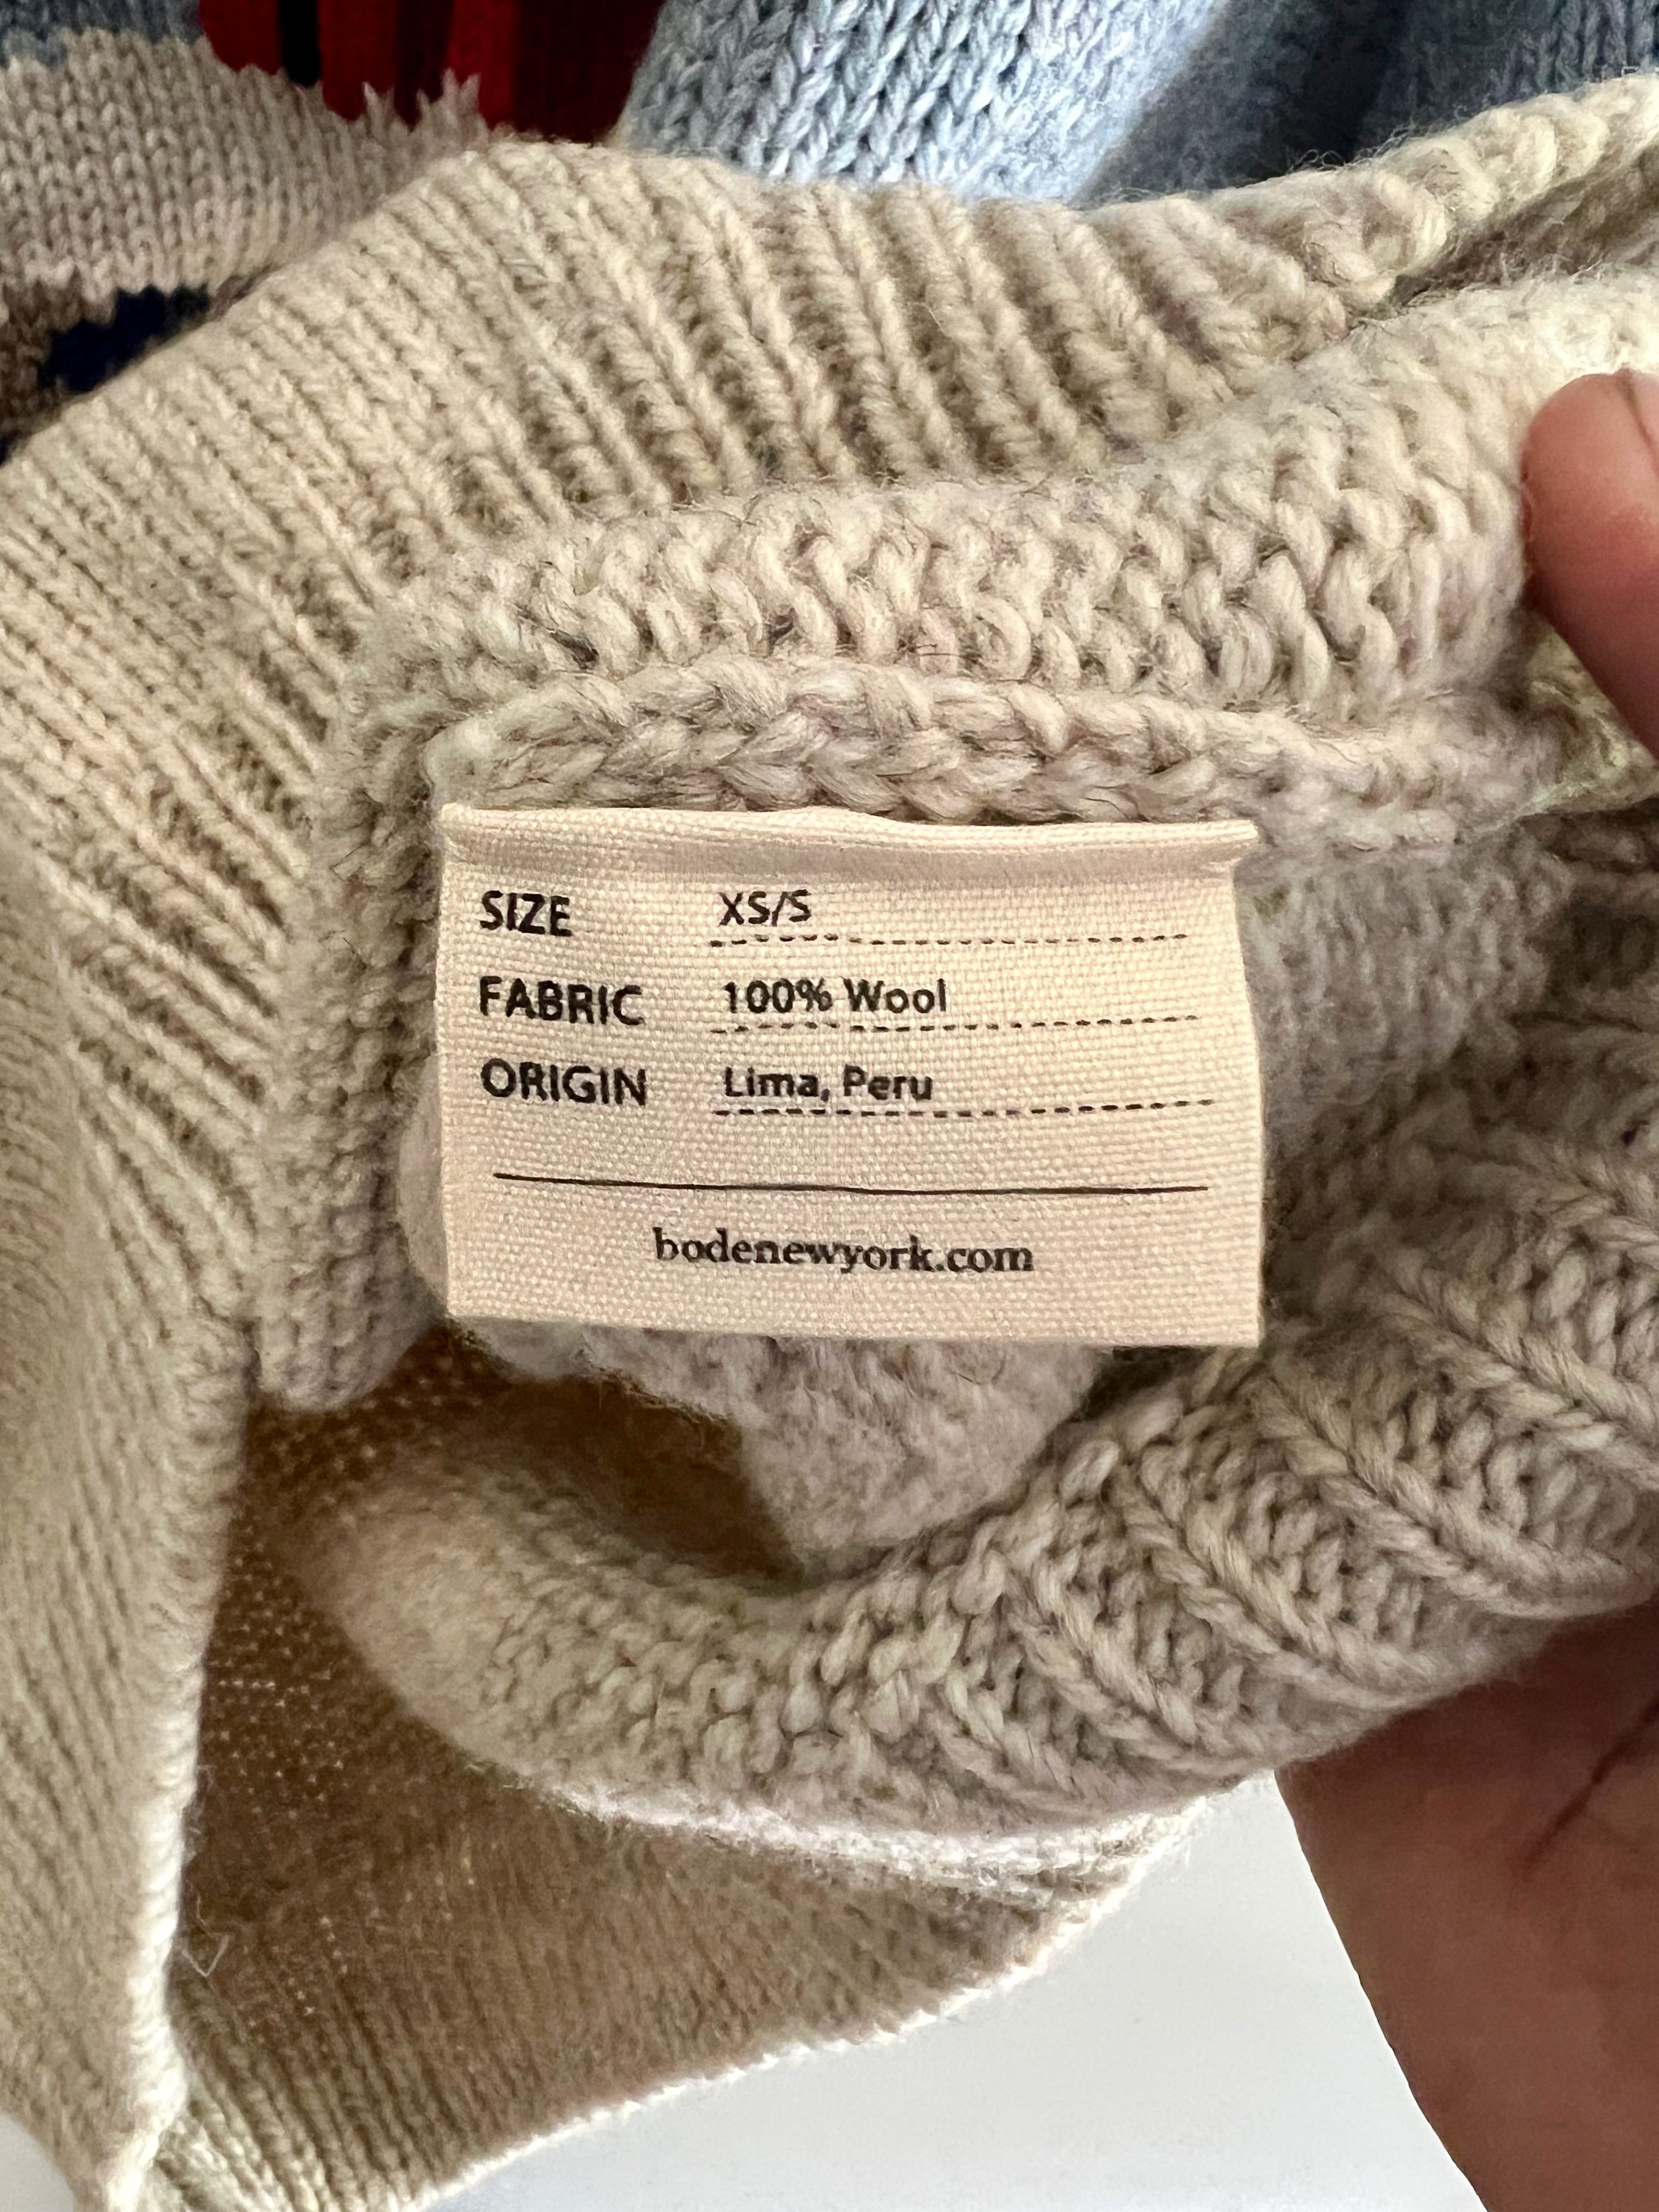 SIZE XS/S
FABRIC 100% Wool
ORIGIN Lima, Peru
bodenewyork.com